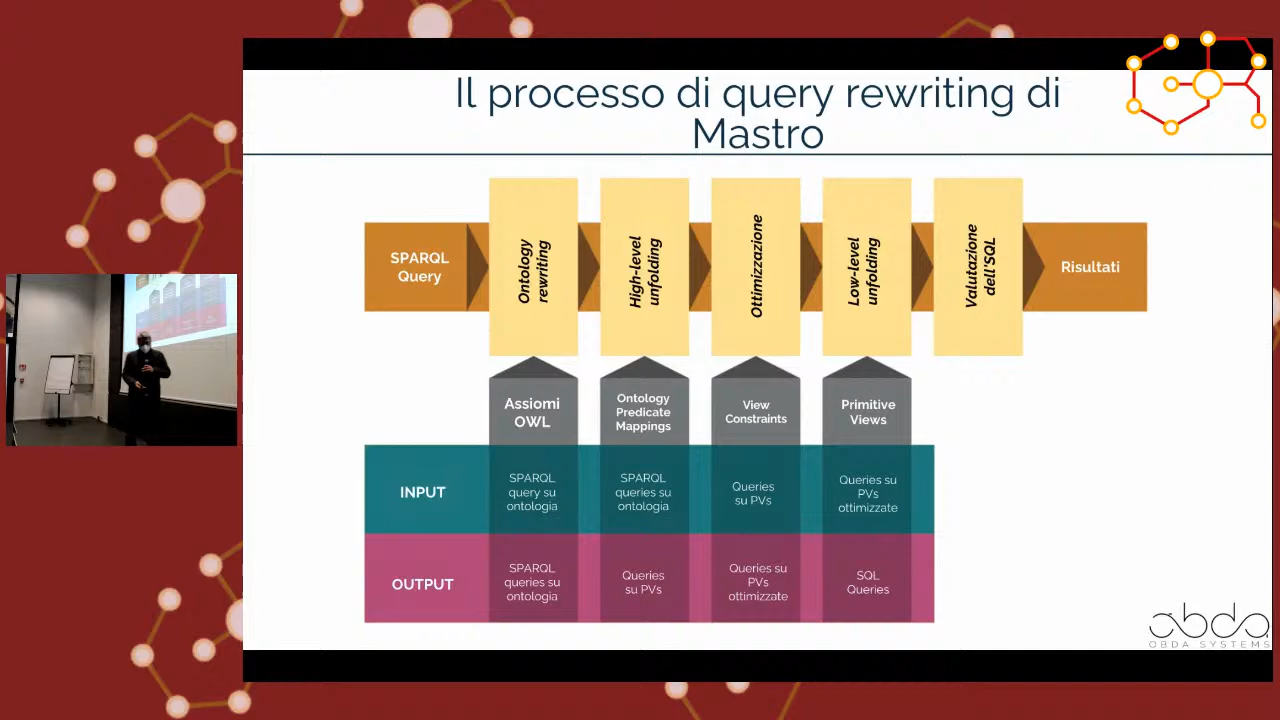 Il processo di query rewriting di
Mastro
SPARQL
Query
Ontology
rewriting
High-level
unfolding
Ottimizzazione
Low-level
unfolding
Valutazione
dell'SQL
Risultati
Assiomi
OWL
Ontology
Predicate
Mappings
View
Constraints
Primitive
Views
INPUT
SPARQL
query su
ontologia
SPARQL
queries su
ontologia
Queries
su PVs
Queries su
PVs
ottimizzate
OUTPUT
SPARQL
queries su
ontologia
Queries
su PVs
Queries su
PVs
ottimizzate
SQL
Queries
obda
OBDA SYSTEMS